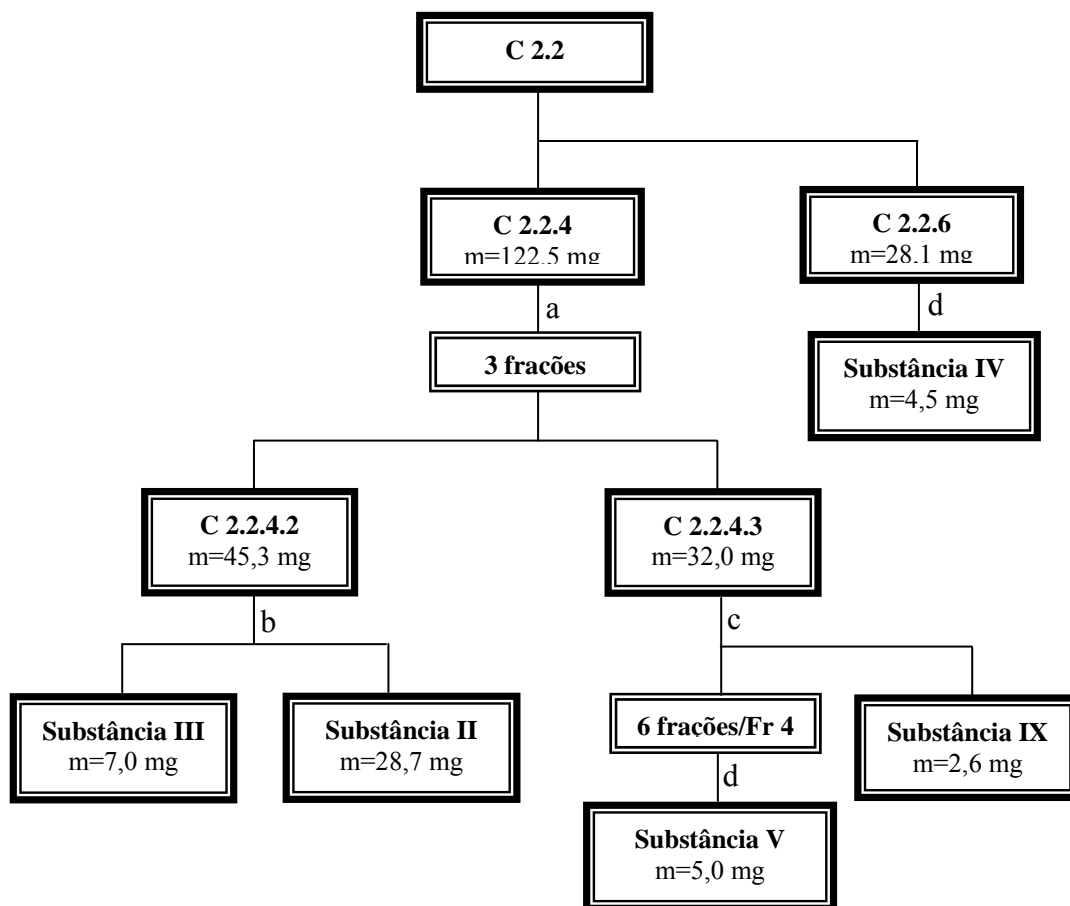 C 2.2
C 2.2.4
m=122,5 mg
C 2.2.6
m=28,1 mg
a
d
3 frações
Substância IV
m=4,5 mg
C 2.2.4.2
m=45,3 mg
C 2.2.4.3
m=32,0 mg
b
c
Substância III
m=7,0 mg
Substância II
m=28,7 mg
6 frações/Fr 4
Substância IX
m=2,6 mg
d
Substância V
m=5,0 mg